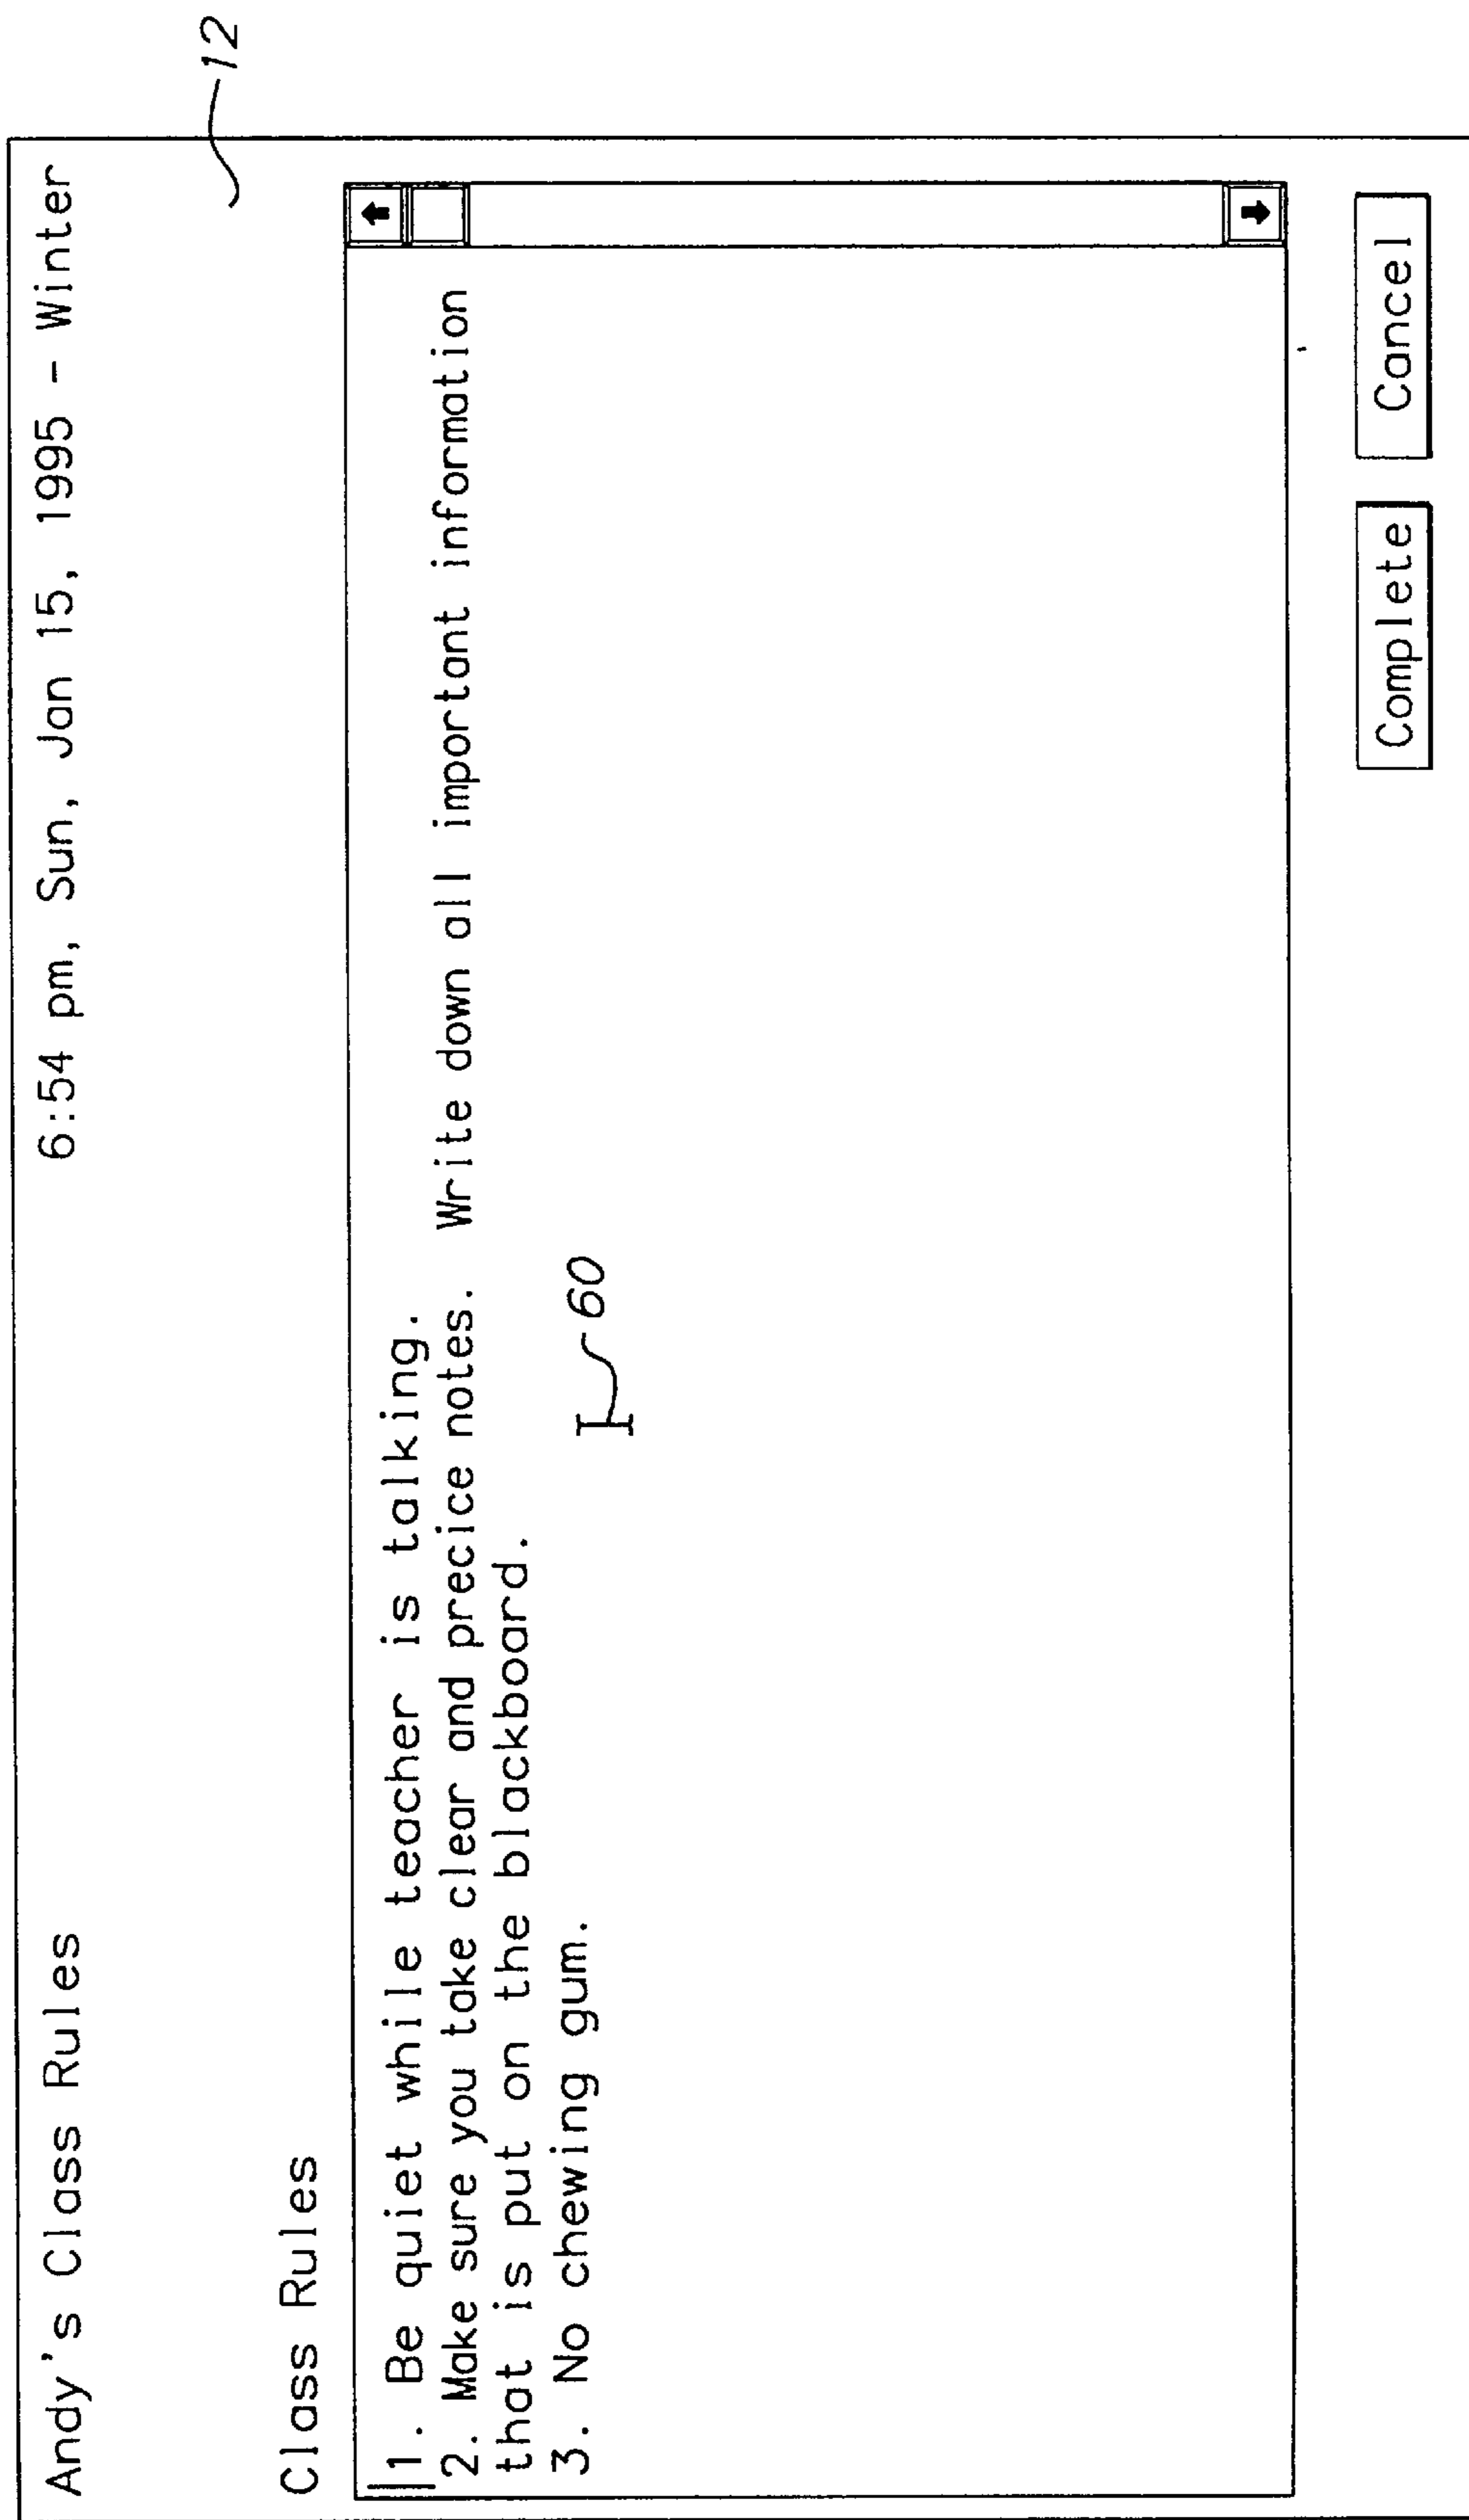 Andy's Class Rules 6:54 pm, Sun, Jan 15, 1995 - Winter
12
Class Rules
1. Be quiet while teacher is talking.
2. Make sure you take clear and precice notes. Write down all important information
that is put on the blackboard.
3. No chewing gum.
60
Complete Cancel